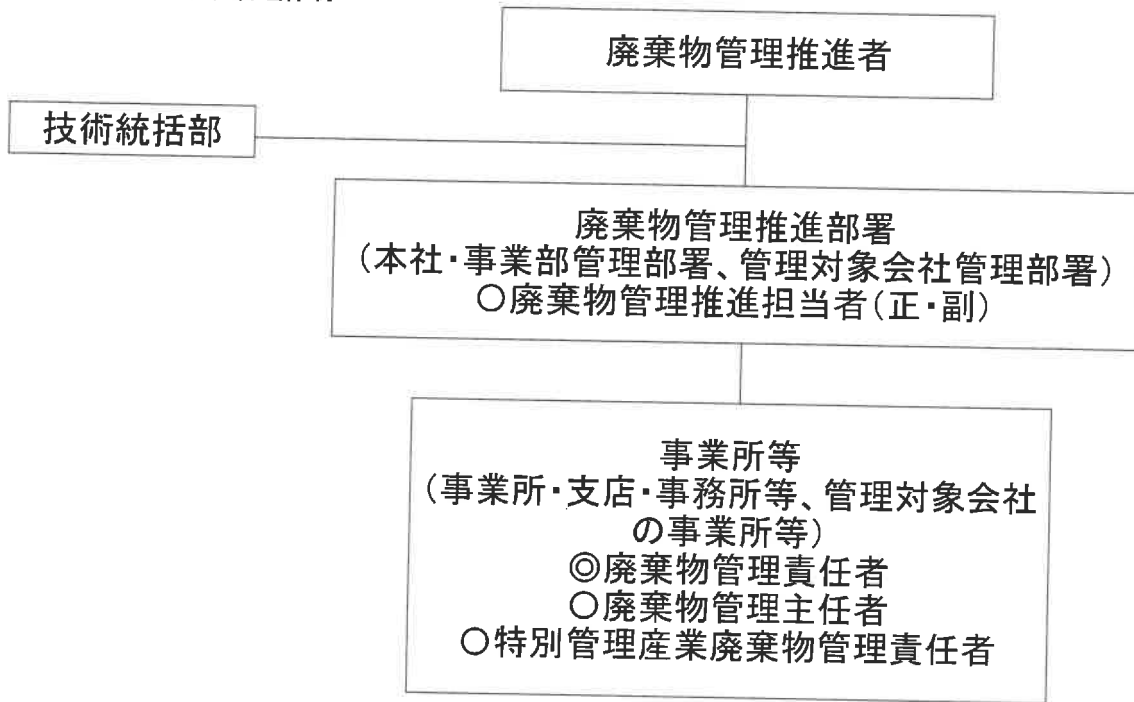 廃棄物管理推進者
技術統括部
廃棄物管理推進部署
(本社・事業部管理部署、管理対象会社管理部署)
○廃棄物管理推進担当者(正・副)
事業所等
(事業所・支店・事務所等、管理対象会社
の事業所等)
◎廃棄物管理責任者
○廃棄物管理主任者
○特別管理産業廃棄物管理責任者